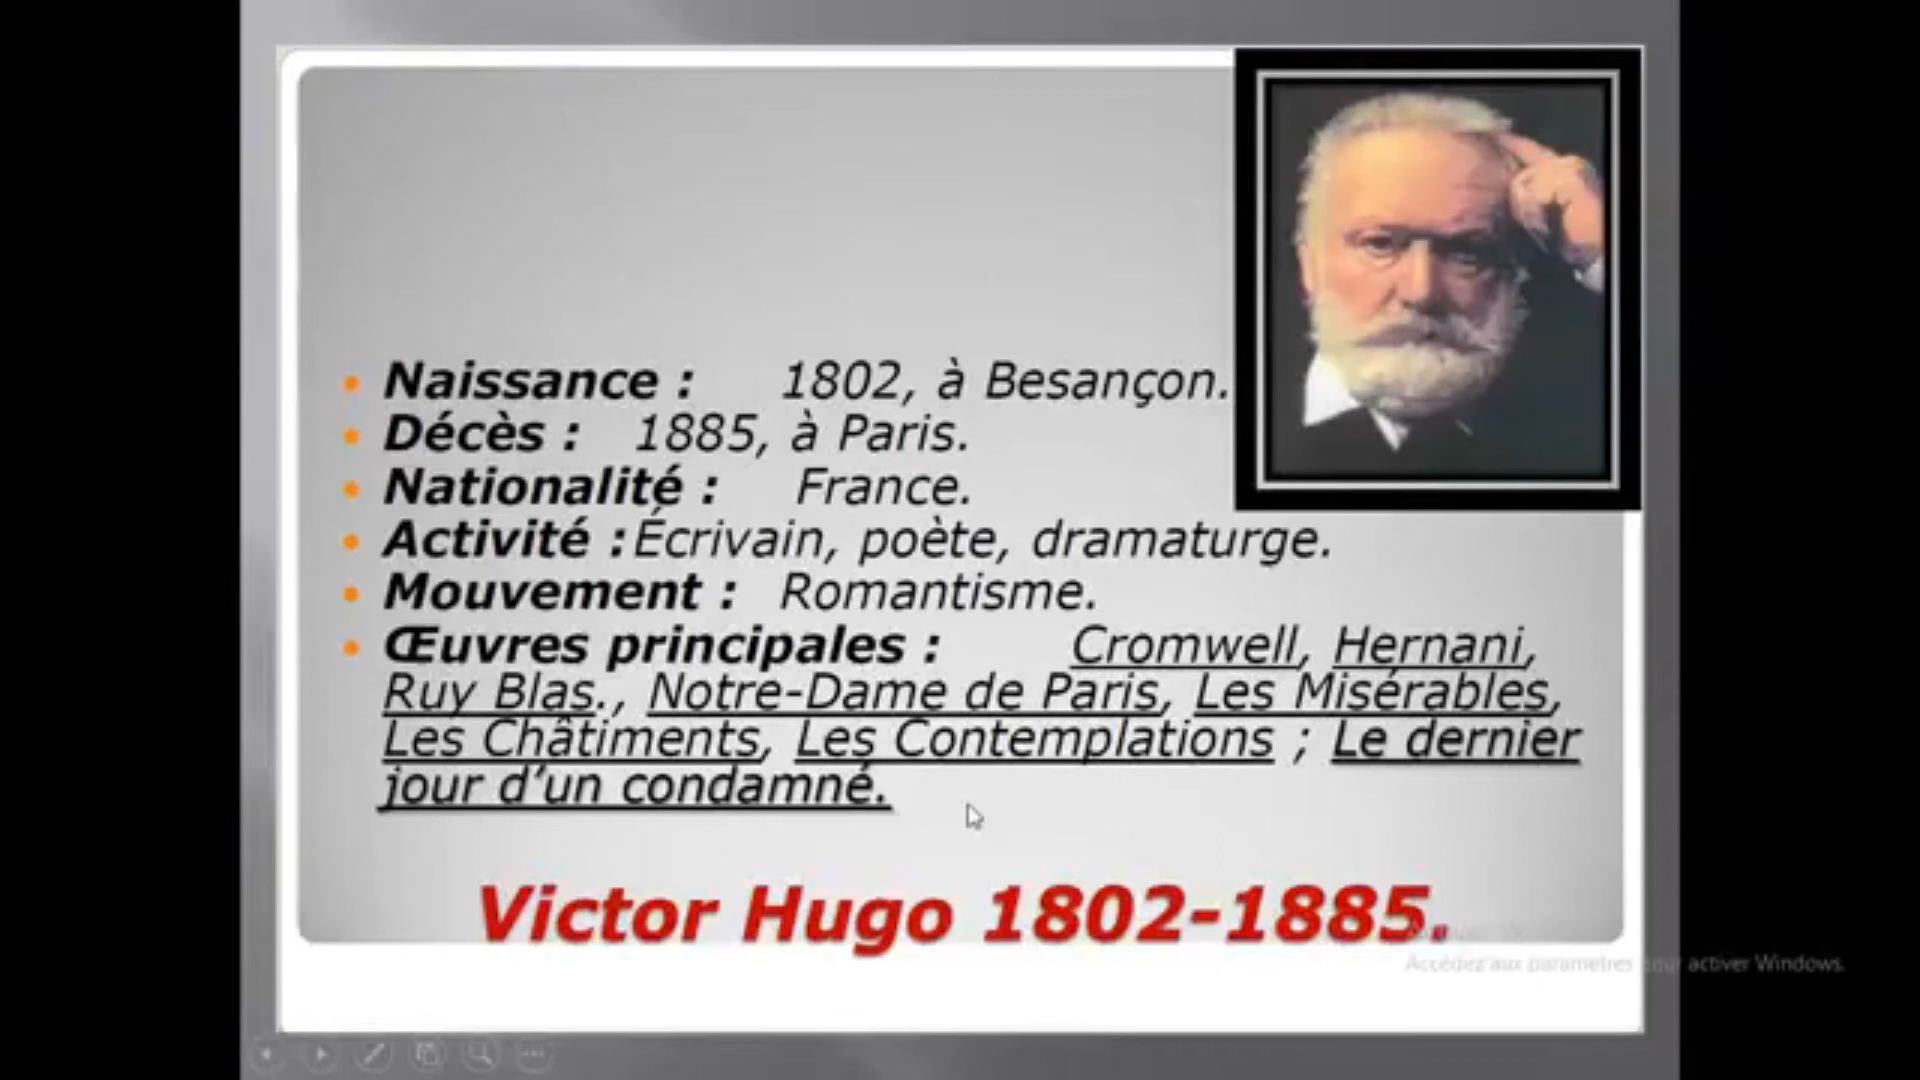 Naissance : 1802, à Besançon.
Décès : 1885, à Paris.
Nationalité : France.
Activité : Écrivain, poète, dramaturge.
Mouvement : Romantisme.
Œuvres principales : Cromwell, Hernani,
Ruy Blas., Notre-Dame de Paris, Les Misérables,
Les Châtiments, Les Contemplations ; Le dernier
jour d’un condamné.
Victor Hugo 1802-1885.
Accédez aux paramètres pour activer Windows.